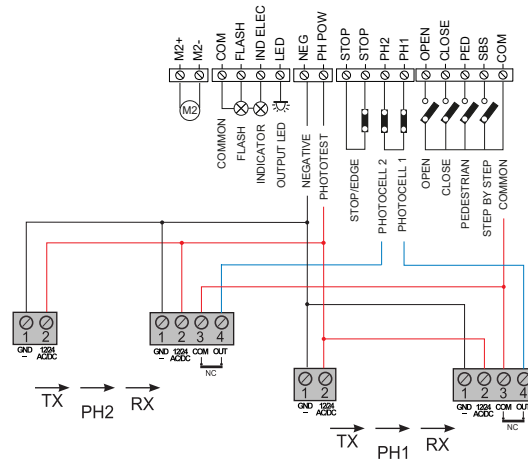 M2+ M2- COM FLASH IND ELEC LED NEG PH POW STOP STOP PH2 PH1 OPEN CLOSE PED SBS COM
M2
COMMON FLASH INDICATOR OUTPUT LED NEGATIVE PHOTOTEST STOP/EDGE PHOTOCELL 2 PHOTOCELL 1 OPEN CLOSE PEDESTRIAN STEP BY STEP COMMON
1 2
GND 12/24
– AC/DC
1 2 3 4
GND 12/24 COM OUT
– AC/DC
NC
TX PH2 RX
1 2
GND 12/24
– AC/DC
1 2 3 4
GND 12/24 COM OUT
– AC/DC
NC
TX PH1 RX